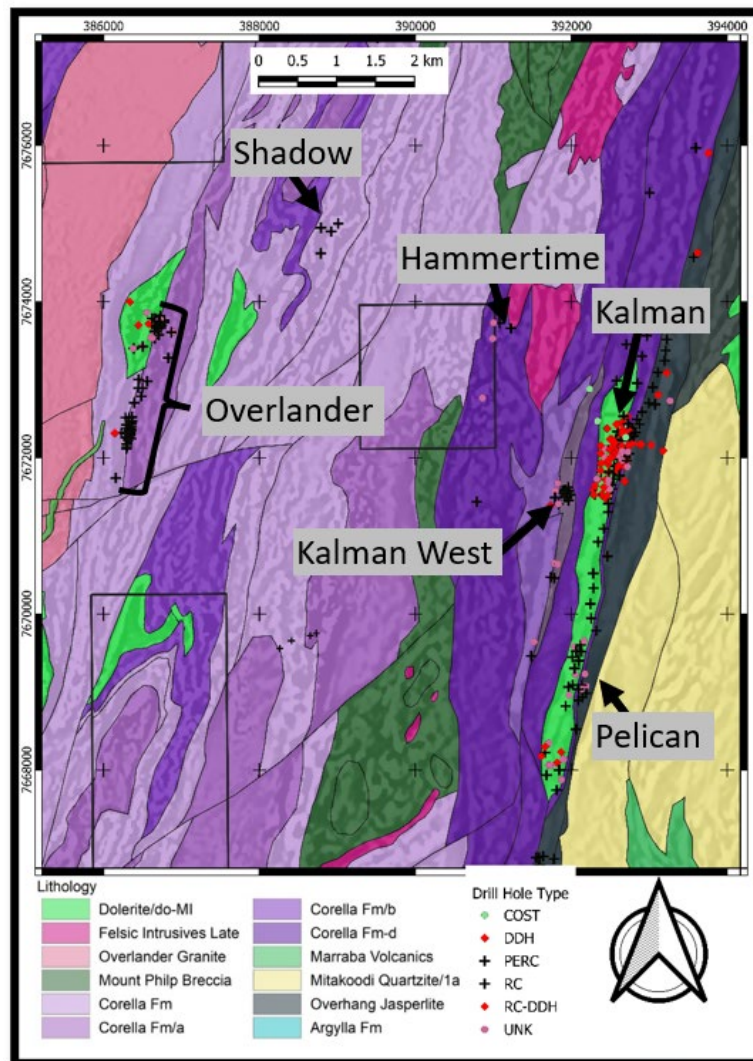 386000 388000 390000 392000 394000
0 0.5 1 1.5 2 km
7676000
Shadow
Hammertime
7674000
Kalman
Overlander
7672000
Kalman West
7670000
Pelican
7668000
Lithology
Dolerite/do-MI
Felsic Intrusives Late
Overlander Granite
Mount Philp Breccia
Corella Fm
Corella Fm/a
Corella Fm/b
Corella Fm-d
Marraba Volcanics
Mitakoodi Quartzite/1a
Overhang Jasperlite
Argylla Fm
Drill Hole Type
COST
DDH
PERC
RC
RC-DDH
UNK